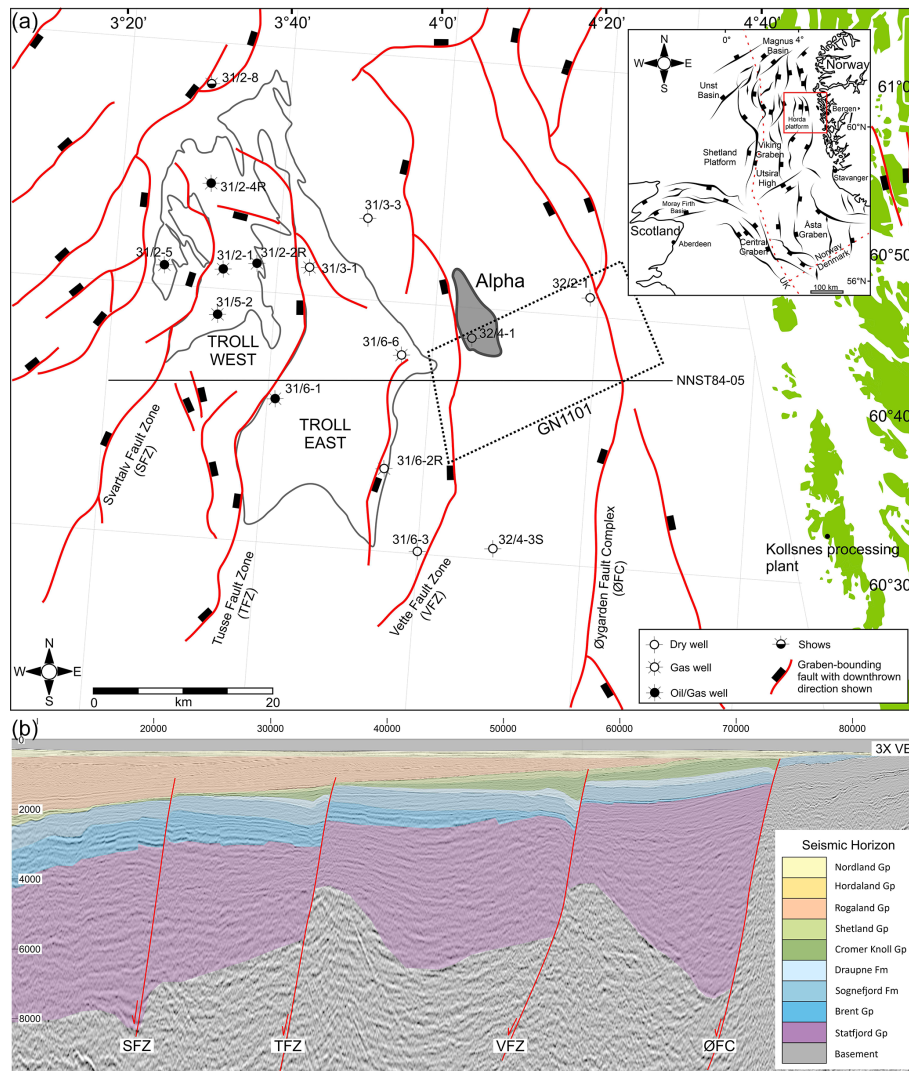 (a)
3°20'
3°40'
4°0'
4°20'
4°40'
61°0'
60°50'
60°40'
60°30'
0°
Magnus 4°
Basin
Norway
N
W E
S
Unst
Basin
Bergen
60°N
Horda
platform
Shetland
Platform
Viking
Graben
Utsira
High
Stavanger
Moray Firth
Basin
Scotland
Aberdeen
Central
Graben
Åsta
Graben
Norway
Denmark
UK
56°N
100 km
31/2-8
31/2-4R
31/3-3
31/2-5
31/2-1
31/2-2R
31/3-1
31/5-2
TROLL
WEST
Alpha
32/2-1
32/4-1
31/6-6
NNST84-05
31/6-1
TROLL
EAST
GN1101
31/6-2R
31/6-3
32/4-3S
Svartalv Fault Zone
(SFZ)
Tusse Fault Zone
(TFZ)
Vette Fault Zone
(VFZ)
Øygarden Fault Complex
(ØFC)
Kollsnes processing
plant
N
W E
S
0 20
km
Dry well
Gas well
Oil/Gas well
Shows
Graben-bounding
fault with downthrown
direction shown
(b)
20000
30000
40000
50000
60000
70000
80000
3X VE
0
2000
4000
6000
8000
SFZ
TFZ
VFZ
ØFC
Seismic Horizon
Nordland Gp
Hordaland Gp
Rogaland Gp
Shetland Gp
Cromer Knoll Gp
Draupne Fm
Sognefjord Fm
Brent Gp
Statfjord Gp
Basement